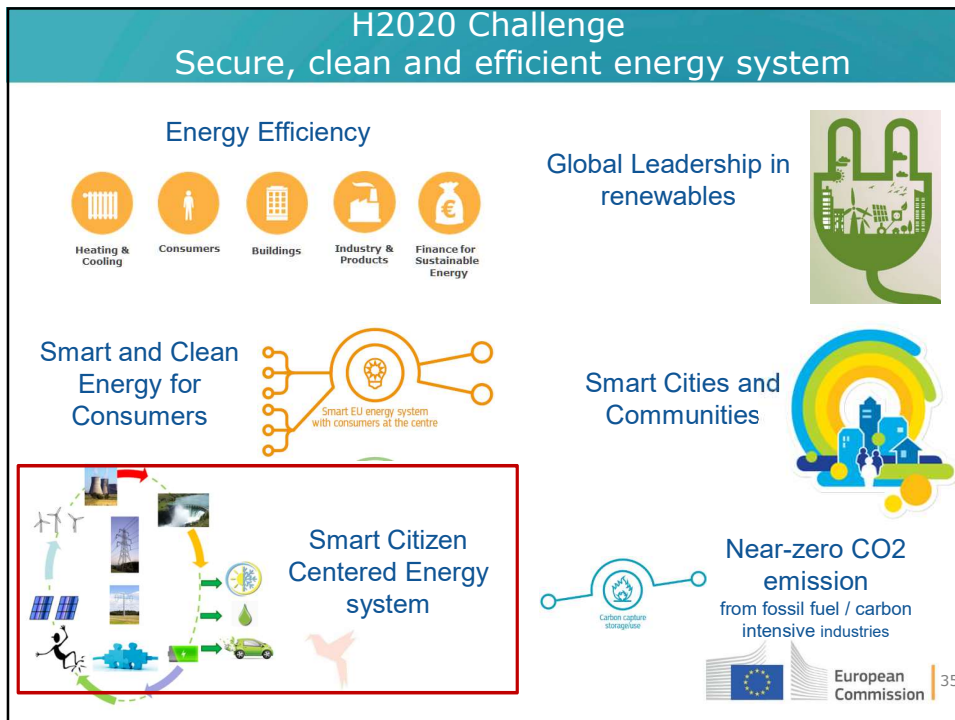 H2020 Challenge
Secure, clean and efficient energy system
Energy Efficiency
Heating &
Cooling
Consumers
Buildings
Industry &
Products
Finance for
Sustainable
Energy
Global Leadership in
renewables
Smart and Clean
Energy for
Consumers
Smart EU energy system
with consumers at the centre
Smart Cities and
Communities
Smart Citizen
Centered Energy
system
Carbon capture
storage/use
Near-zero CO2
emission
from fossil fuel / carbon
intensive industries
European
Commission
35